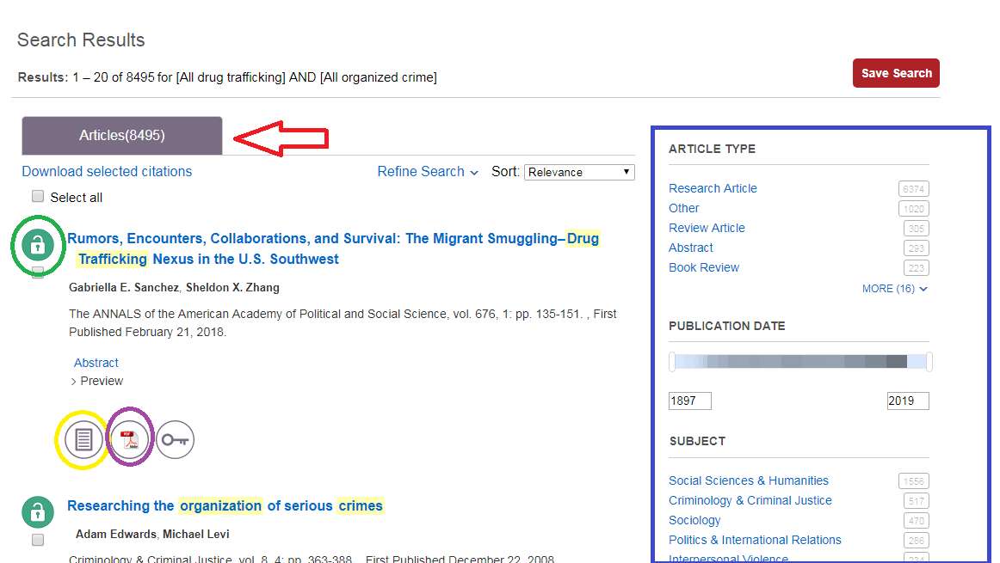 Search Results
Results: 1 – 20 of 8495 for [All drug trafficking] AND [All organized crime]
Save Search
Articles(8495)
Download selected citations
Refine Search
Sort:
Relevance
Select all
Rumors, Encounters, Collaborations, and Survival: The Migrant Smuggling–Drug
Trafficking Nexus in the U.S. Southwest
Gabriella E. Sanchez, Sheldon X. Zhang
The ANNALS of the American Academy of Political and Social Science, vol. 676, 1: pp. 135-151. , First
Published February 21, 2018.
Abstract
> Preview
PDF
Adobe
Researching the organization of serious crimes
Adam Edwards, Michael Levi
Criminology & Criminal Justice, vol. 8, 4: pp. 363-388. , First Published December 22, 2008.
ARTICLE TYPE
Research Article 6374
Other 1020
Review Article 305
Abstract 293
Book Review 223
MORE (16)
PUBLICATION DATE
1897 2019
SUBJECT
Social Sciences & Humanities 1556
Criminology & Criminal Justice 517
Sociology 470
Politics & International Relations 286
Interpersonal Violence 234